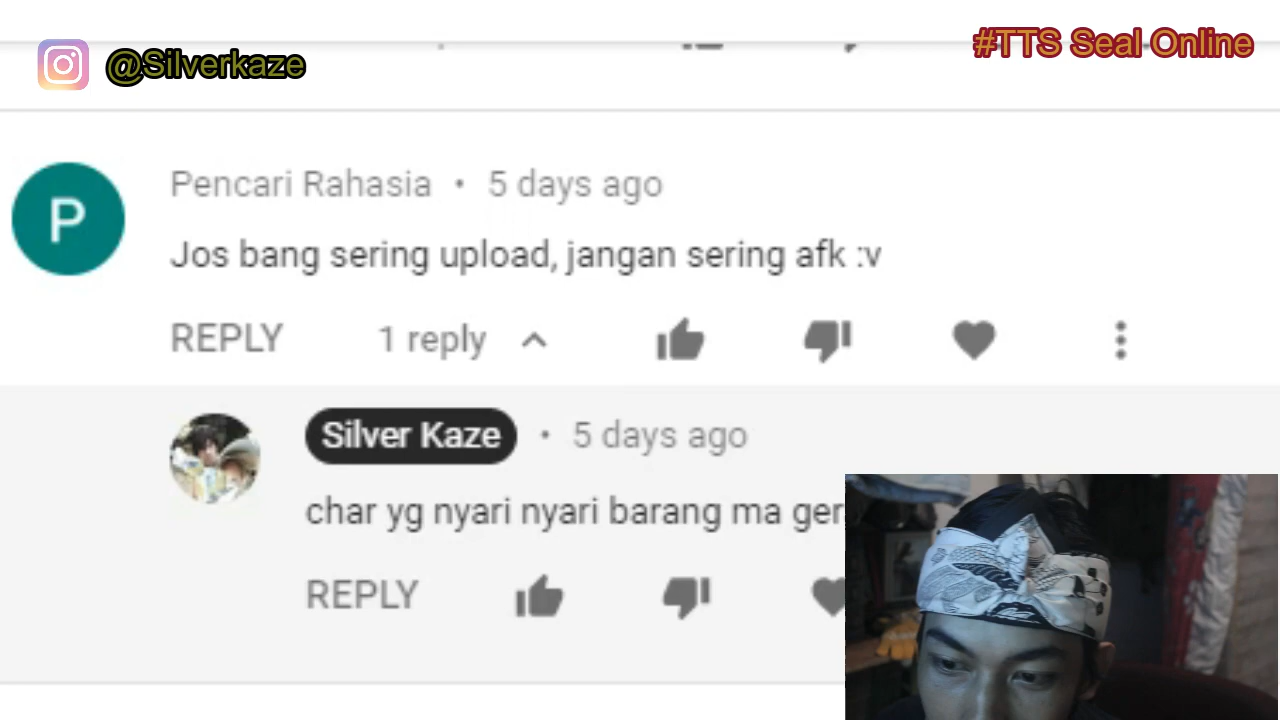 @Silverkaze
#TTS Seal Online
P
Pencari Rahasia • 5 days ago
Jos bang sering upload, jangan sering afk :v
REPLY 1 reply
Silver Kaze • 5 days ago
char yg nyari nyari barang ma
REPLY